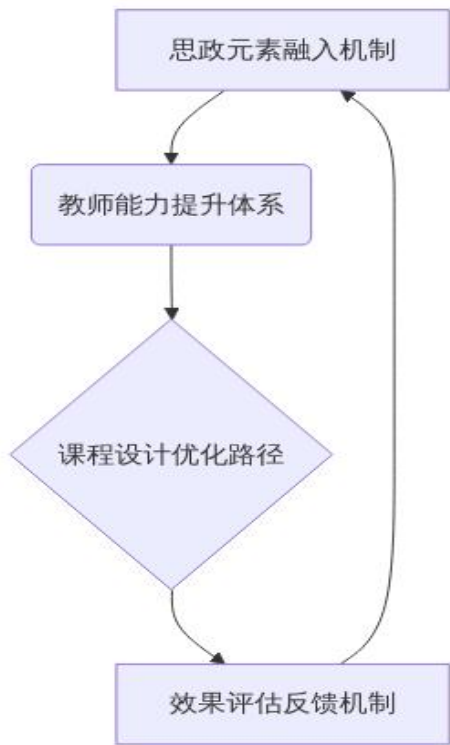 思政元素融入机制
教师能力提升体系
课程设计优化路径
效果评估反馈机制